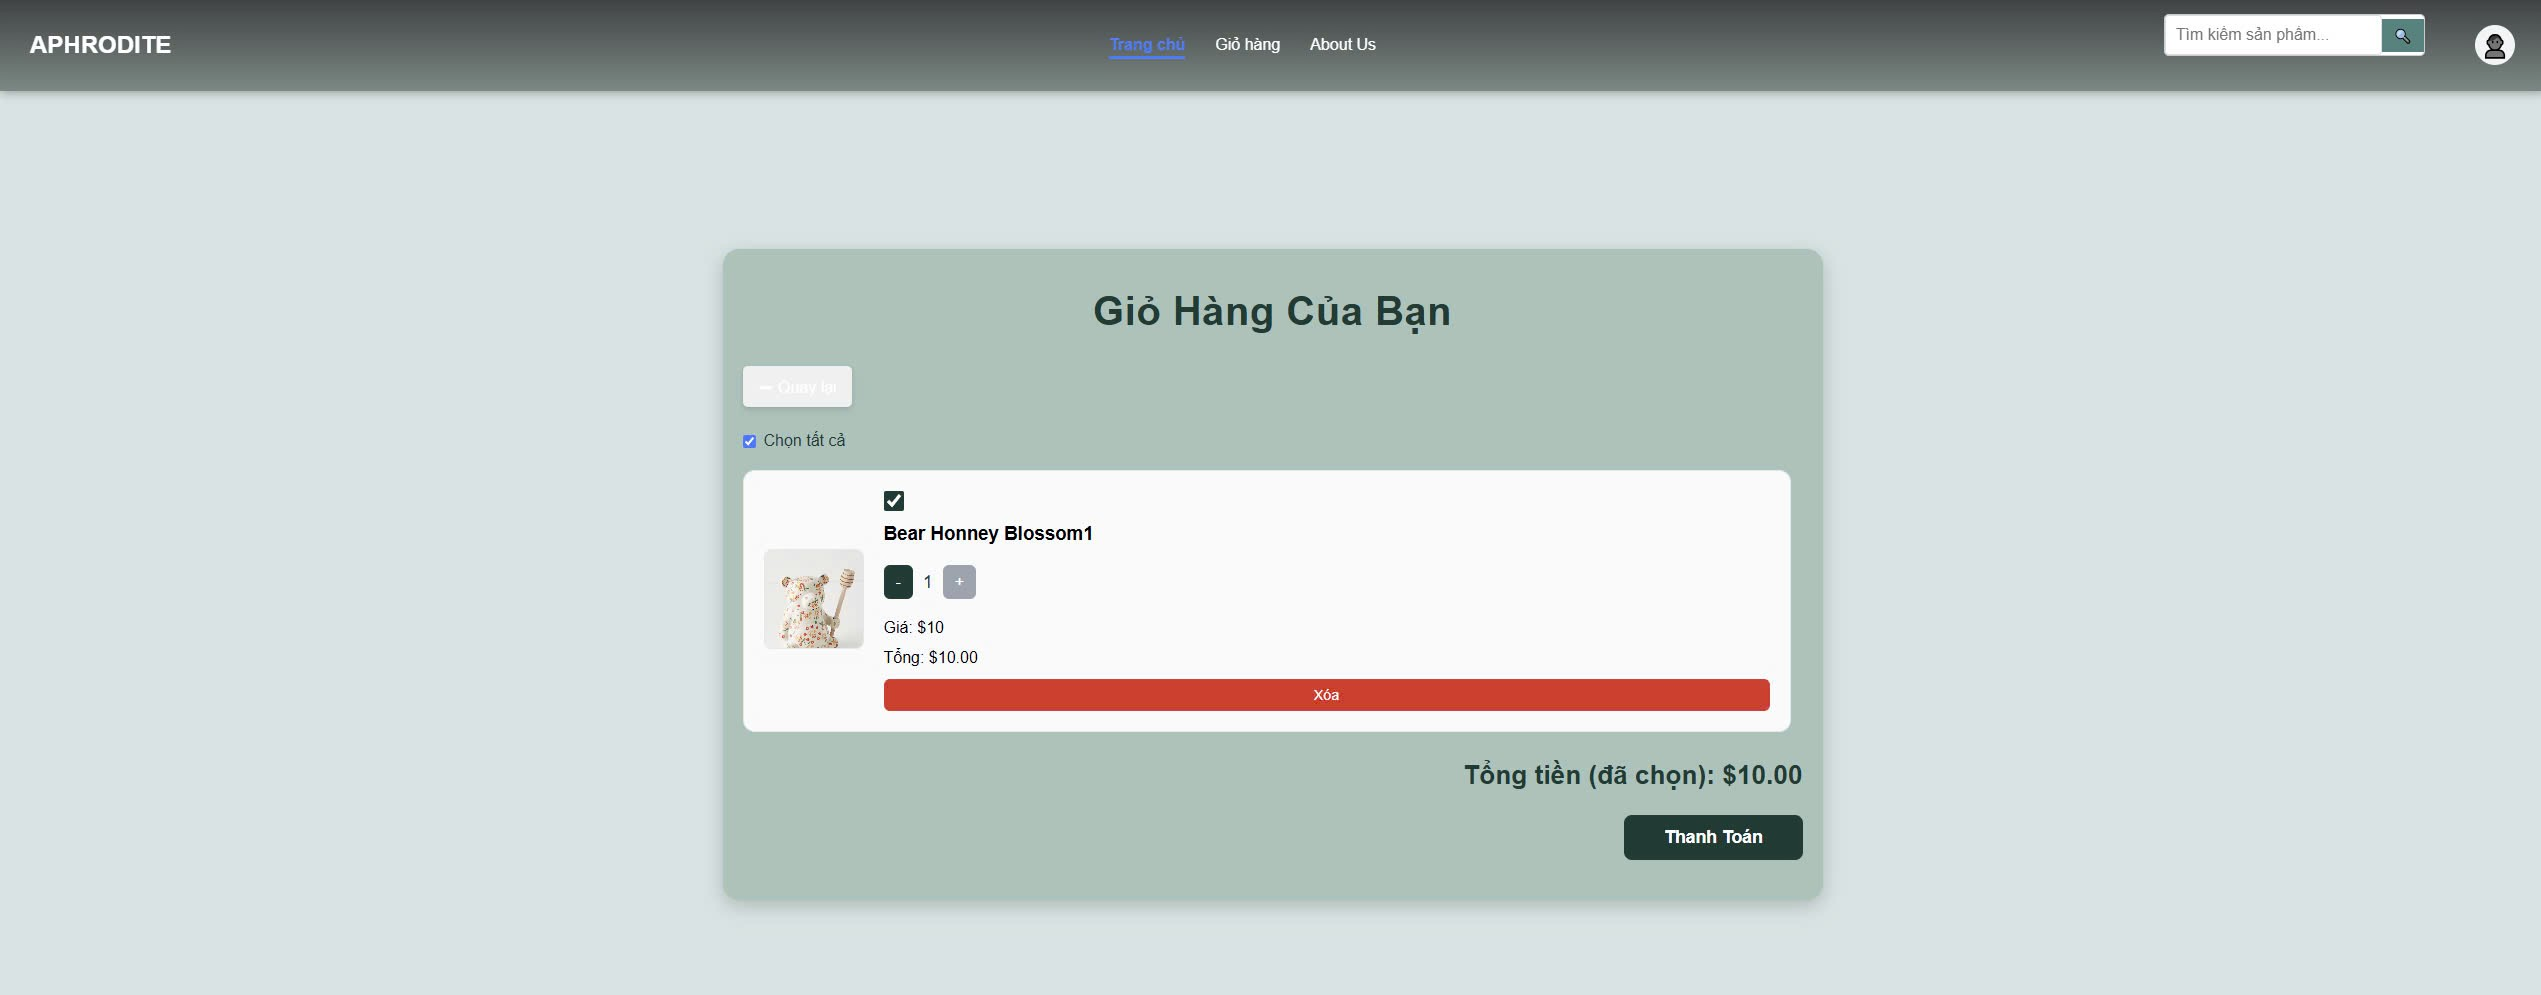 APHRODITE
Trang chủ Giỏ hàng About Us
Tìm kiếm sản phẩm...
Giỏ Hàng Của Bạn
Quay lại
Chọn tất cả
Bear Honney Blossom1
- 1 +
Giá: $10
Tổng: $10.00
Xóa
Tổng tiền (đã chọn): $10.00
Thanh Toán